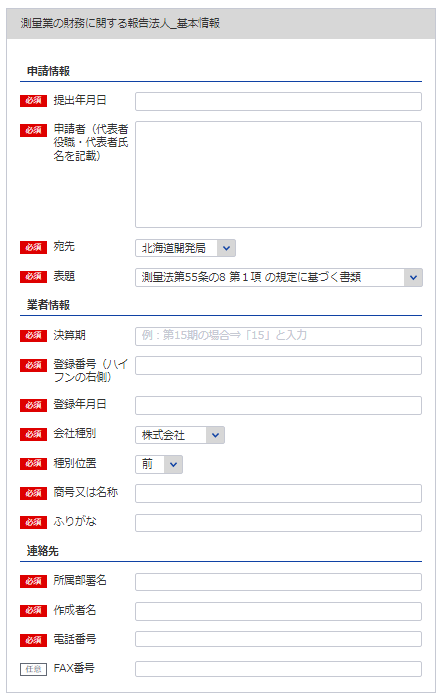 測量業の財務に関する報告法人_基本情報
申請情報
必須 提出年月日
必須 申請者（代表者
役職・代表者氏
名を記載）
必須 宛先 北海道開発局
必須 表題 測量法第55条の8 第１項 の規定に基づく書類
業者情報
必須 決算期 例：第15期の場合⇒「15」と入力
必須 登録番号（ハイ
フンの右側）
必須 登録年月日
必須 会社種別 株式会社
必須 種別位置 前
必須 商号又は名称
必須 ふりがな
連絡先
必須 所属部署名
必須 作成者名
必須 電話番号
任意 FAX番号